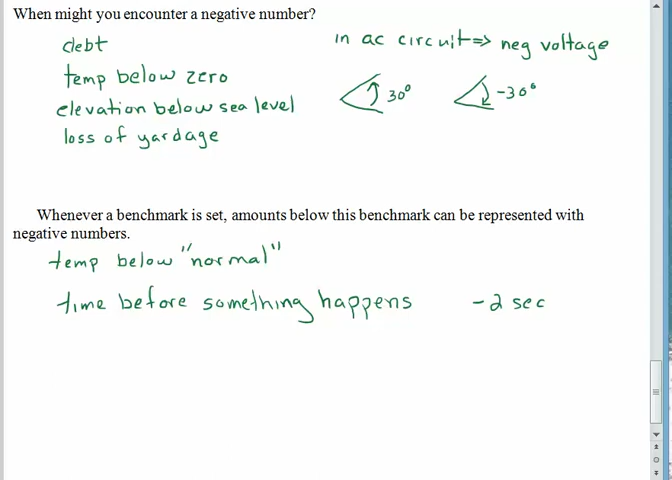 When might you encounter a negative number?
debt
in ac circuit => neg voltage
temp below zero
30° -30°
elevation below sea level
loss of yardage
Whenever a benchmark is set, amounts below this benchmark can be represented with
negative numbers.
temp below "normal"
time before something happens -2 sec